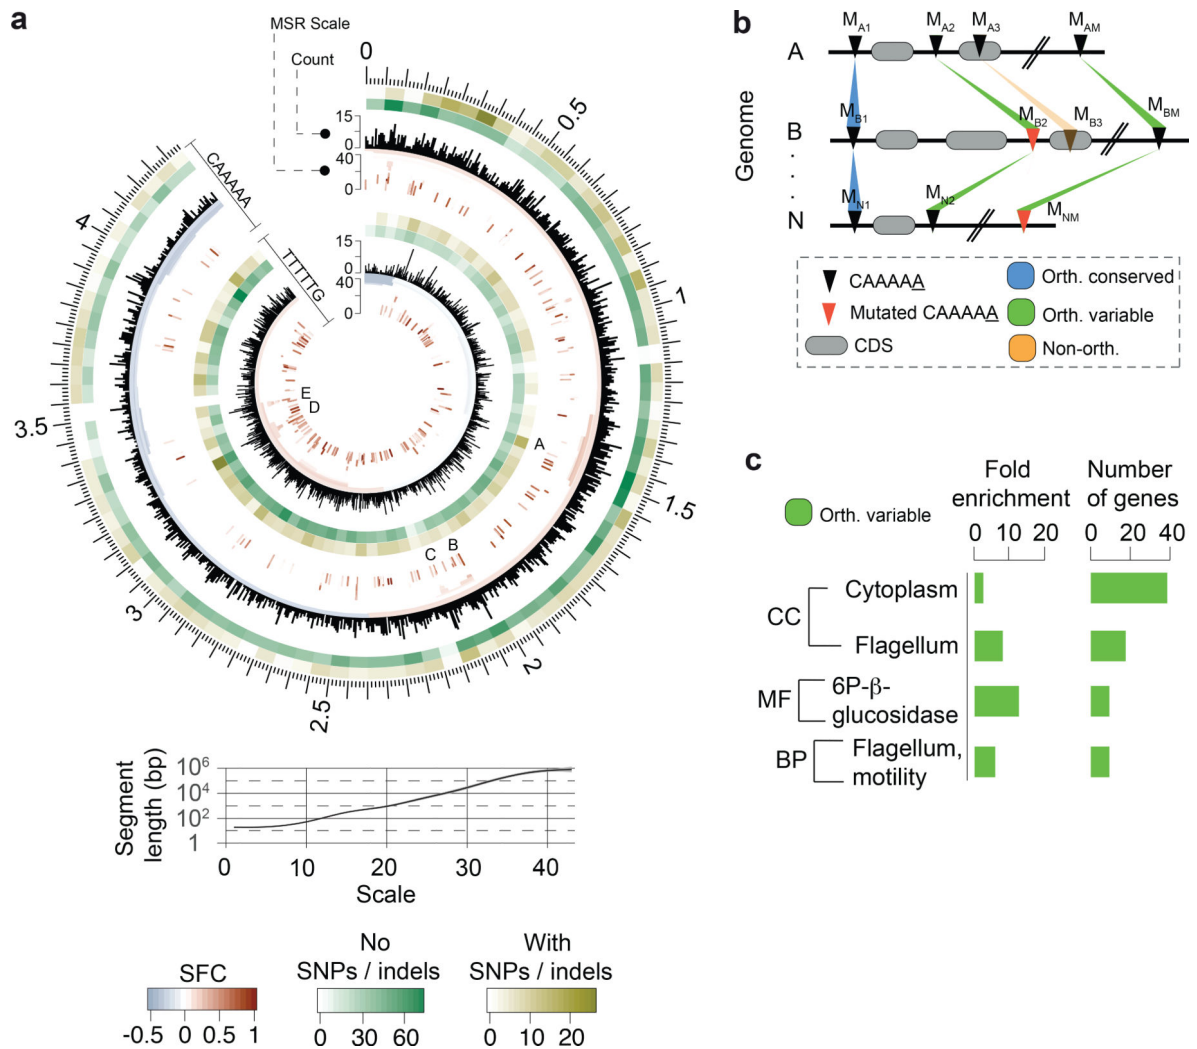 a
MSR Scale
Count
0
0.5
1
1.5
2
2.5
3
3.5
4
15
0
40
0
CAAAAA
TTTTTG
15
0
40
0
E
D
A
B
C
Segment length (bp)
10^6
10^4
10^2
1
0 10 20 30 40
Scale
SFC
-0.5 0 0.5 1
No
SNPs / indels
0 30 60
With
SNPs / indels
0 10 20
b
Genome
A
M_A1 M_A2 M_A3 M_AM
B
M_B1 M_B2 M_B3 M_BM
.
.
.
N
M_N1 M_N2 M_NM
CAAAAA
Mutated CAAAAA
CDS
Orth. conserved
Orth. variable
Non-orth.
c
Orth. variable
Fold
enrichment
Number
of genes
0 10 20
0 20 40
CC
Cytoplasm
Flagellum
MF
6P-β-
glucosidase
BP
Flagellum,
motility